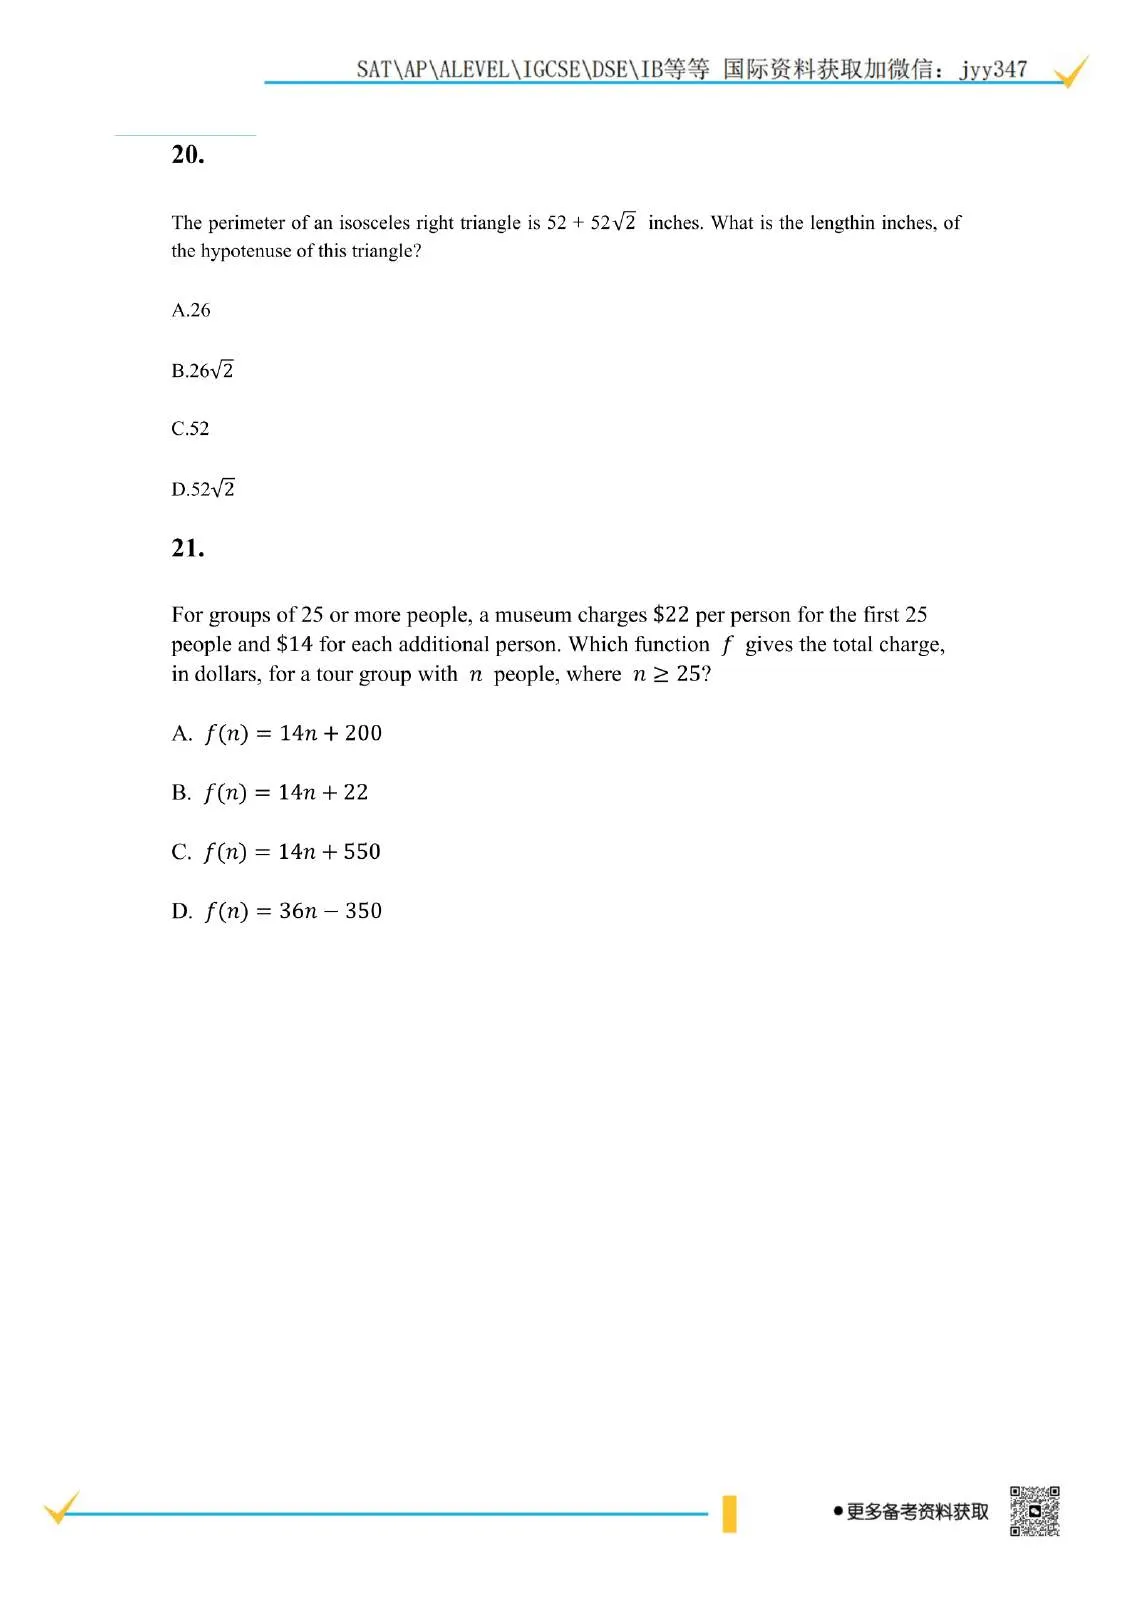 SAT\AP\ALEVEL\IGCSE\DSE\IB等等 国际资料获取加微信：jyy347
20.
The perimeter of an isosceles right triangle is 52 + 52√2 inches. What is the lengthin inches, of
the hypotenuse of this triangle?
A.26
B.26√2
C.52
D.52√2
21.
For groups of 25 or more people, a museum charges $22 per person for the first 25
people and $14 for each additional person. Which function f gives the total charge,
in dollars, for a tour group with n people, where n ≥ 25?
A. f(n) = 14n + 200
B. f(n) = 14n + 22
C. f(n) = 14n + 550
D. f(n) = 36n − 350
●更多备考资料获取